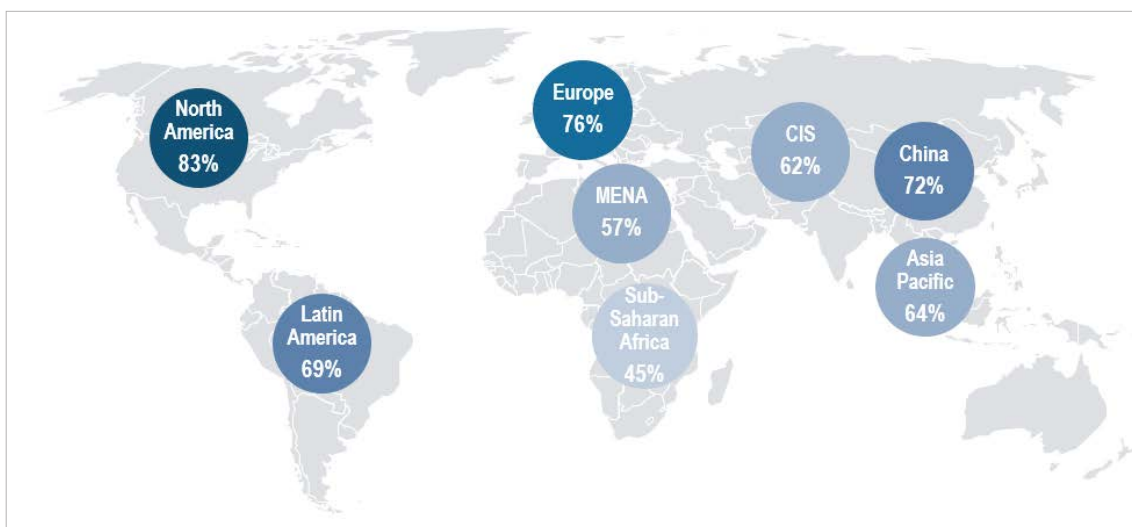 North
America
83%
Europe
76%
CIS
62%
China
72%
MENA
57%
Asia
Pacific
64%
Latin
America
69%
Sub-
Saharan
Africa
45%